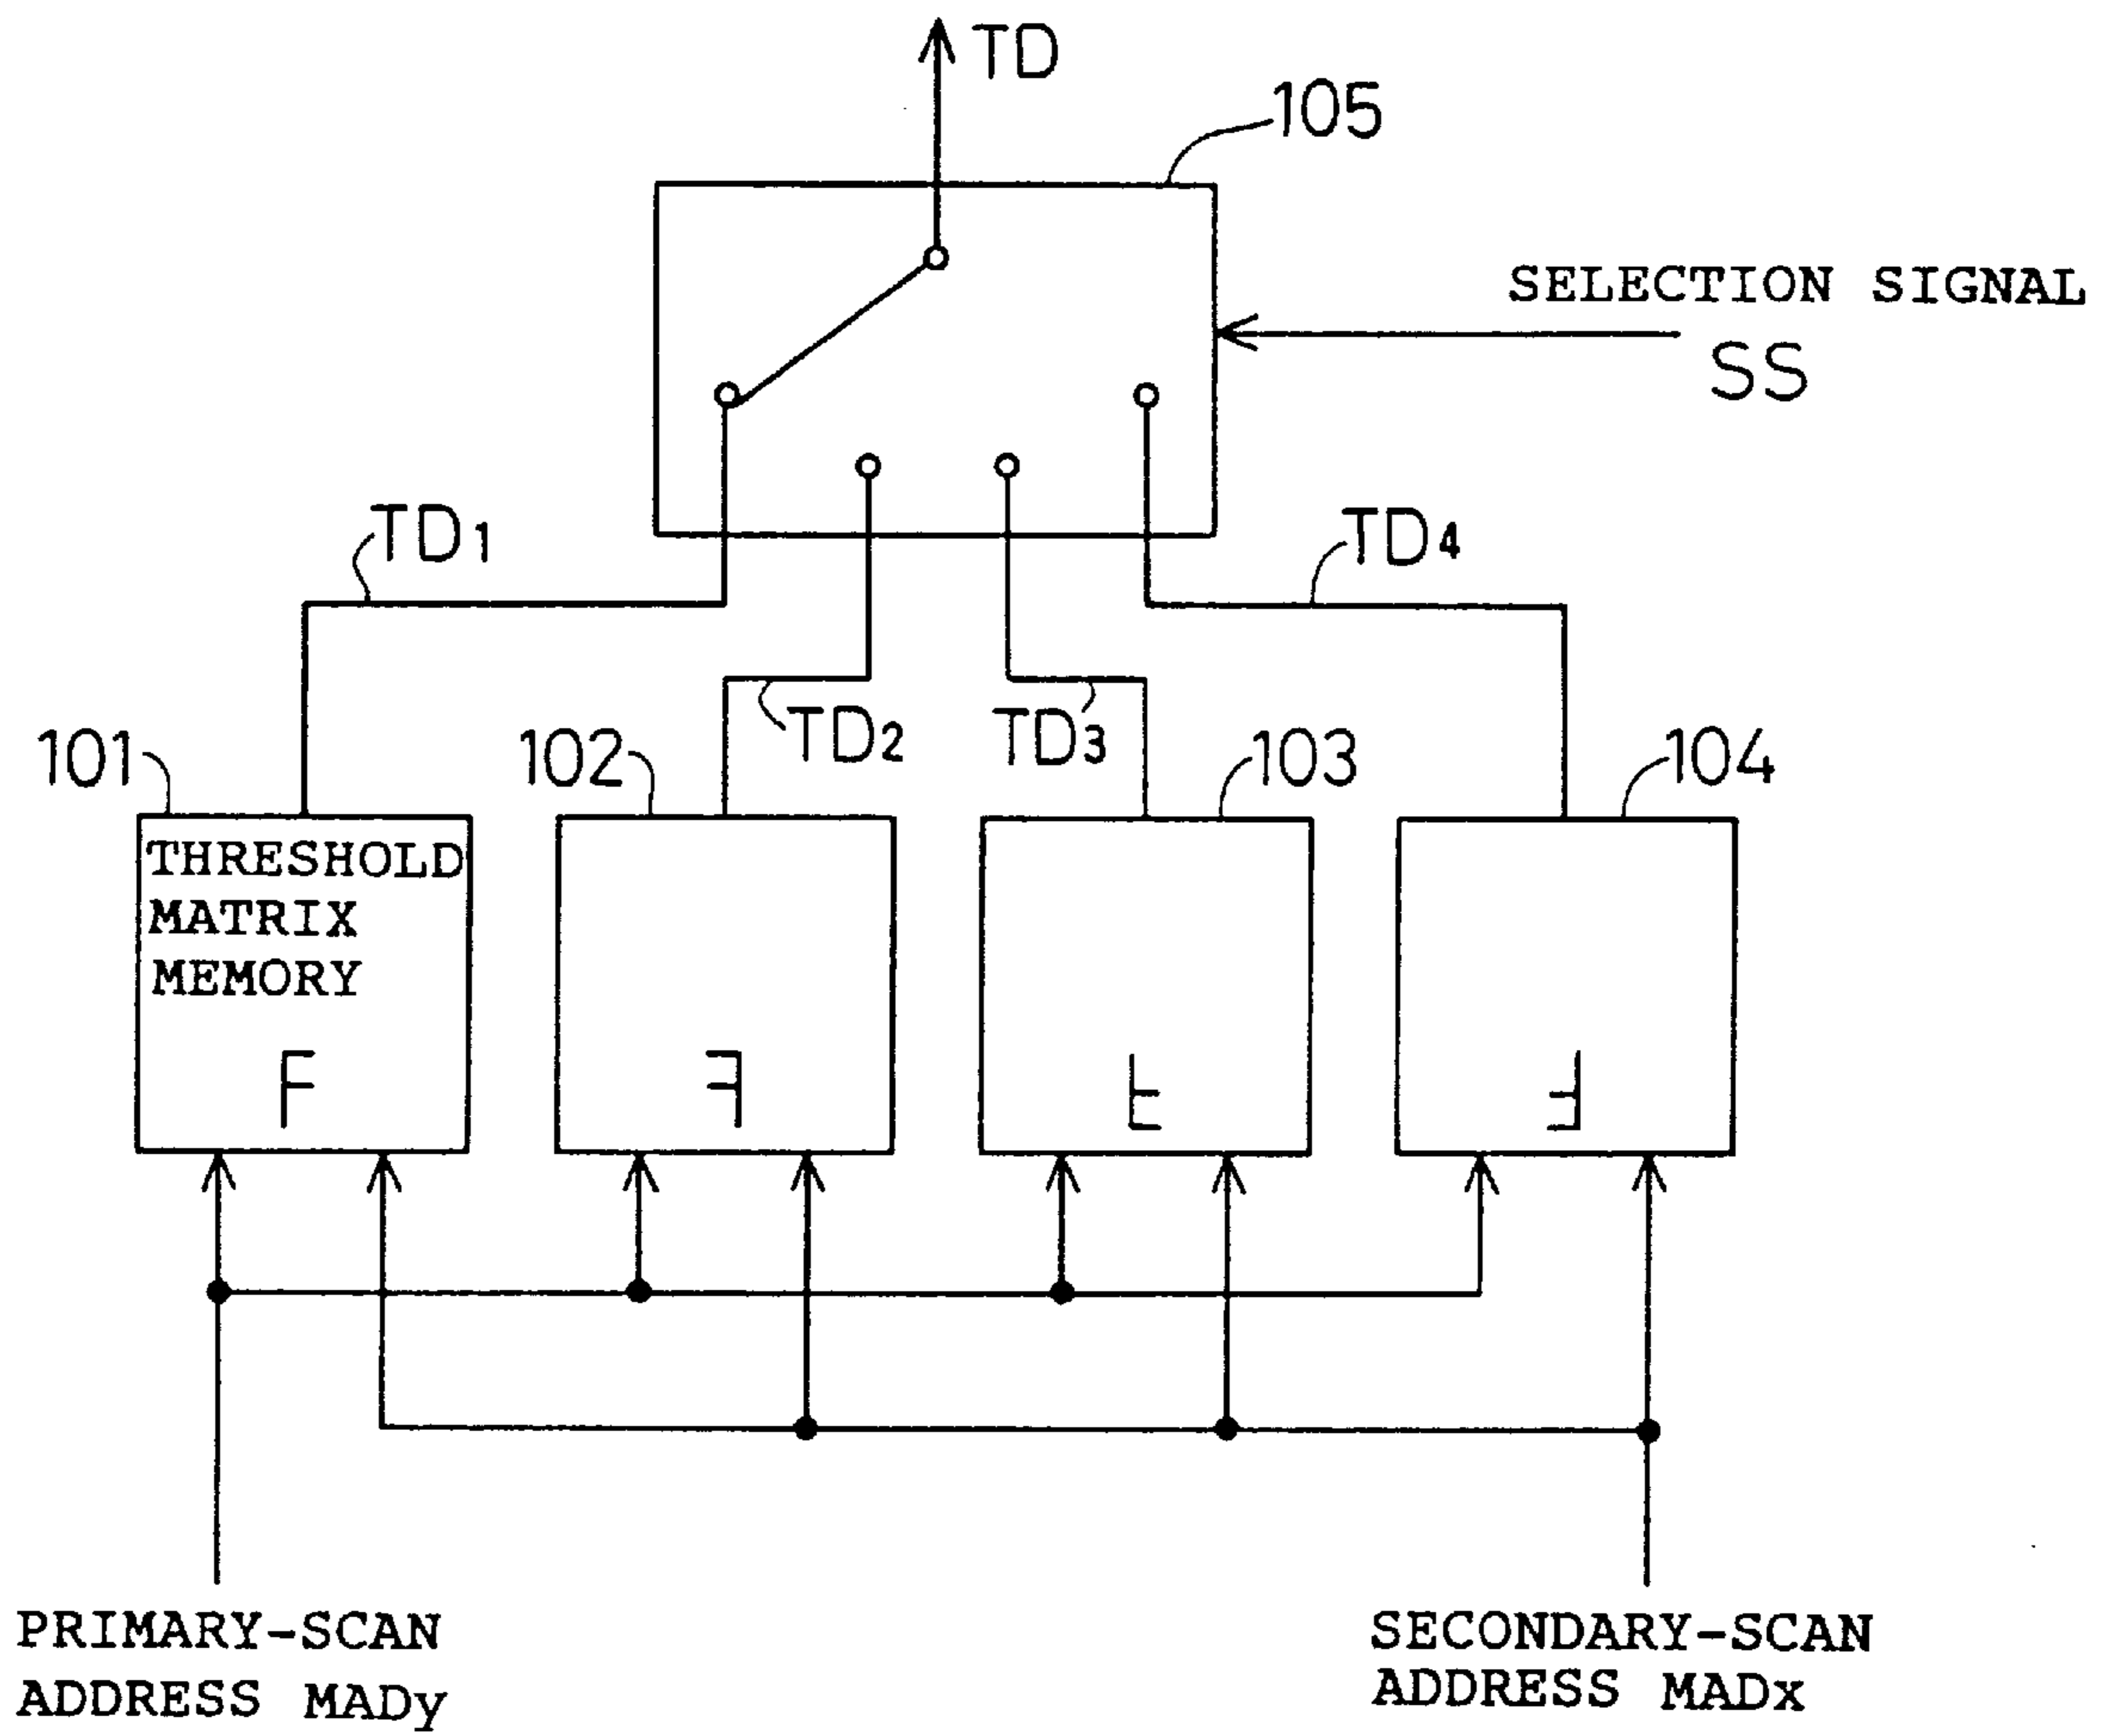 TD
105
SELECTION SIGNAL
SS
TD1
TD4
TD2
TD3
101
102
103
104
THRESHOLD
MATRIX
MEMORY
F
F
F
F
PRIMARY-SCAN
ADDRESS MADy
SECONDARY-SCAN
ADDRESS MADx